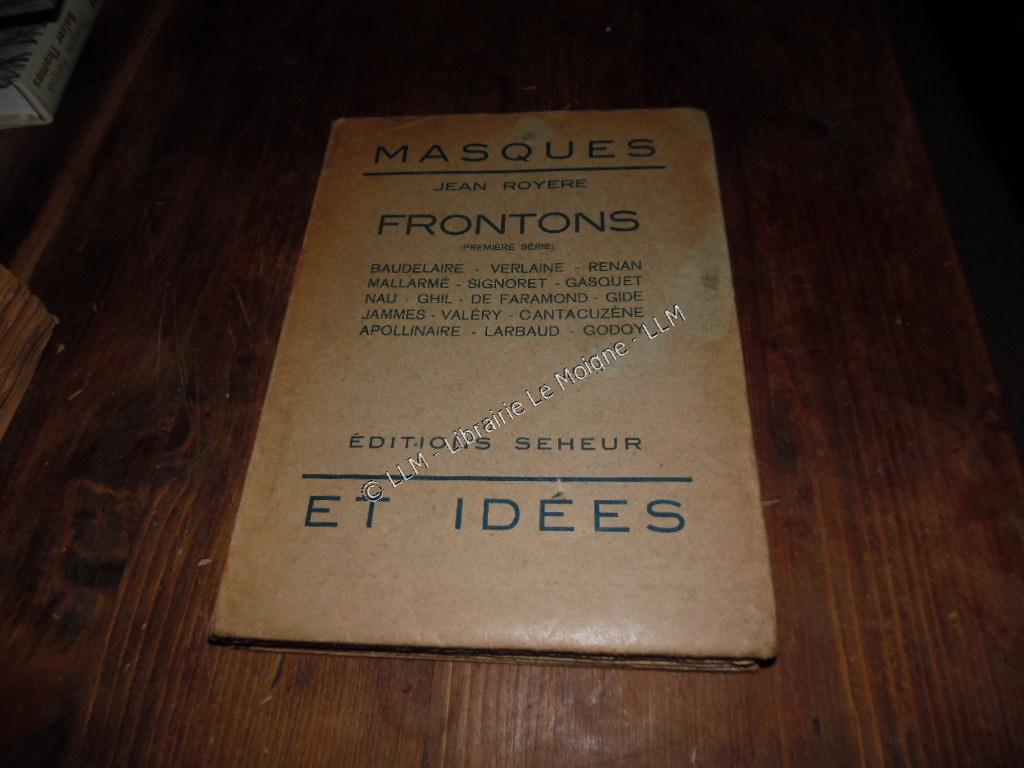 MASQUES
JEAN ROYERE
FRONTONS
(PREMIÈRE SÉRIE)
BAUDELAIRE - VERLAINE - RENAN
MALLARMÉ - SIGNORET - GASQUET
NAU - GHIL - DE FARAMOND - GIDE
JAMMES - VALÉRY - CANTACUZÈNE
APOLLINAIRE - LARBAUD - GODOY
ÉDITIONS SEHEUR
ET IDÉES
© LLM - Librairie Le Moigne - LLM
Thomas